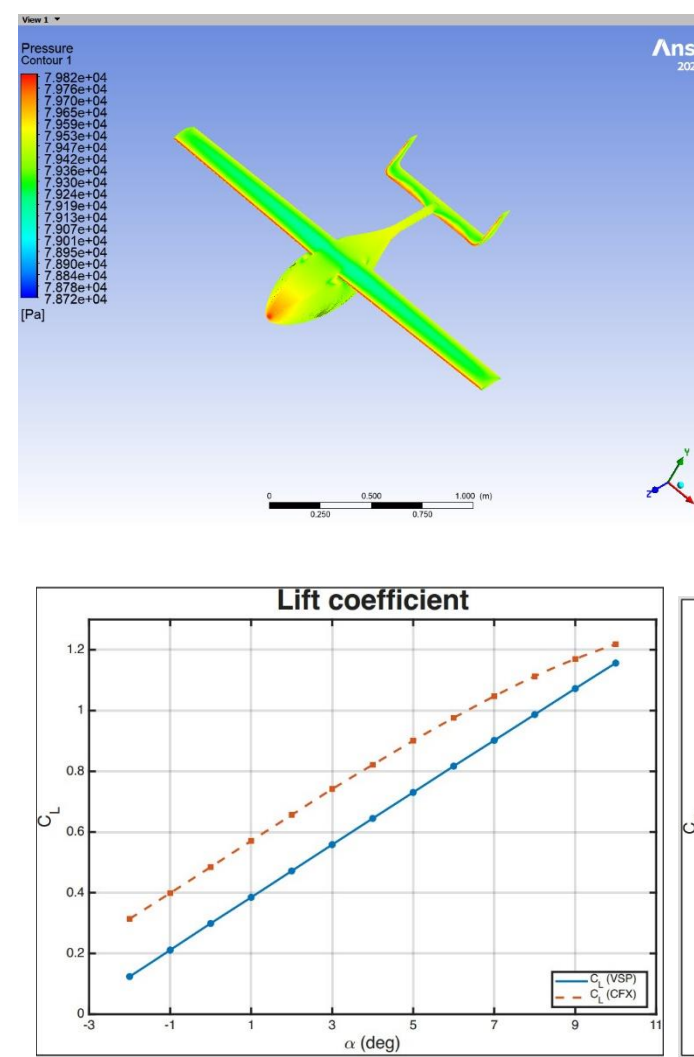 View 1
Pressure
Contour 1
7.982e+04
7.976e+04
7.970e+04
7.965e+04
7.959e+04
7.953e+04
7.947e+04
7.942e+04
7.936e+04
7.930e+04
7.924e+04
7.919e+04
7.913e+04
7.907e+04
7.901e+04
7.895e+04
7.890e+04
7.884e+04
7.878e+04
7.872e+04
[Pa]
Ans
202
Y
Z
0 0.500 1.000 (m)
0.250 0.750
Lift coefficient
1.2
1
0.8
0.6
0.4
0.2
0
C_L
-3 -1 1 3 5 7 9 11
α (deg)
C_L (VSP)
C_L (CFX)
C